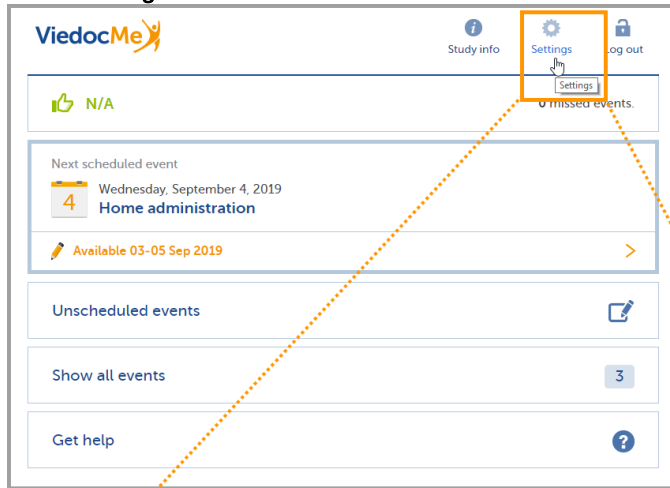 ViedocMe
Study info
Settings
Log out
Settings
N/A
0 missed events.
Next scheduled event
4
Wednesday, September 4, 2019
Home administration
Available 03-05 Sep 2019
Unscheduled events
Show all events
3
Get help
?